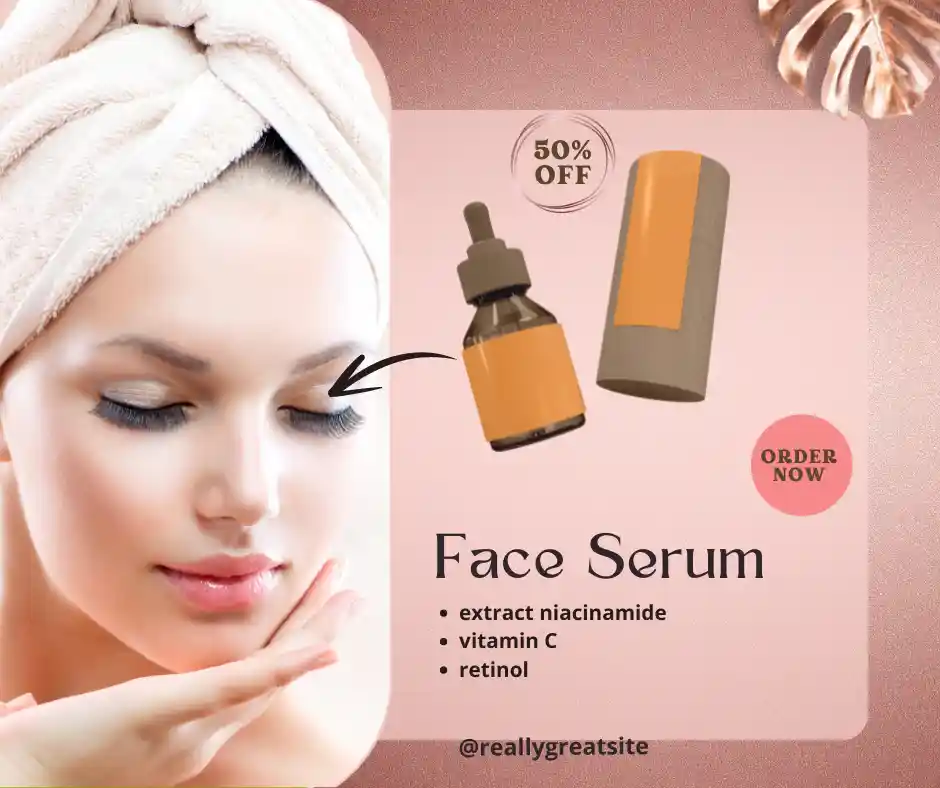 50%
OFF
ORDER
NOW
Face Serum
• extract niacinamide
• vitamin C
• retinol
@reallygreatsite